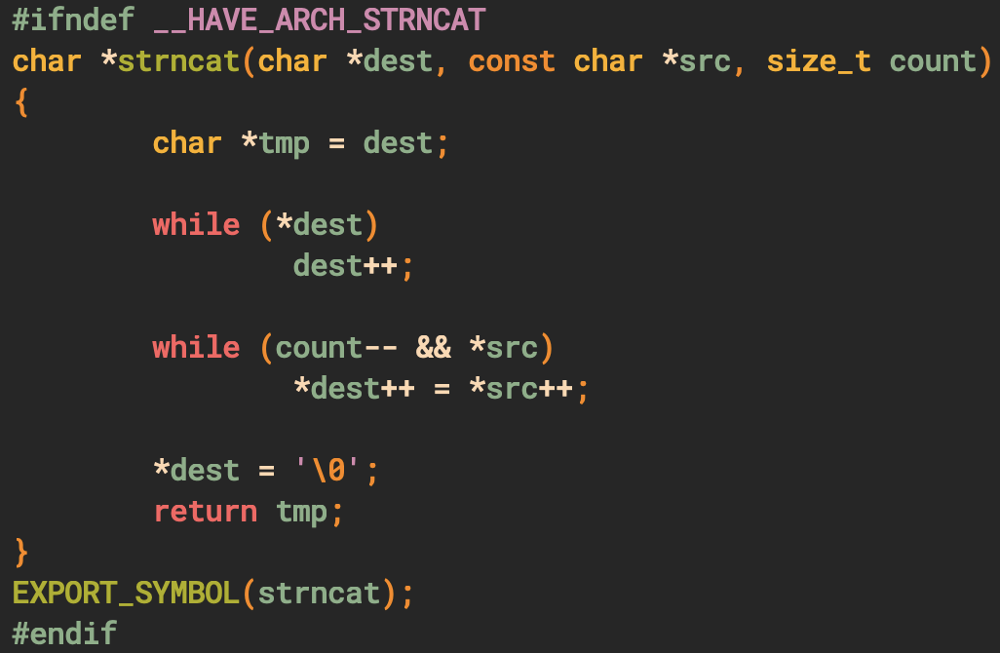 #ifndef __HAVE_ARCH_STRNCAT
char *strncat(char *dest, const char *src, size_t count)
{
        char *tmp = dest;

        while (*dest)
                dest++;

        while (count-- && *src)
                *dest++ = *src++;

        *dest = '\0';
        return tmp;
}
EXPORT_SYMBOL(strncat);
#endif